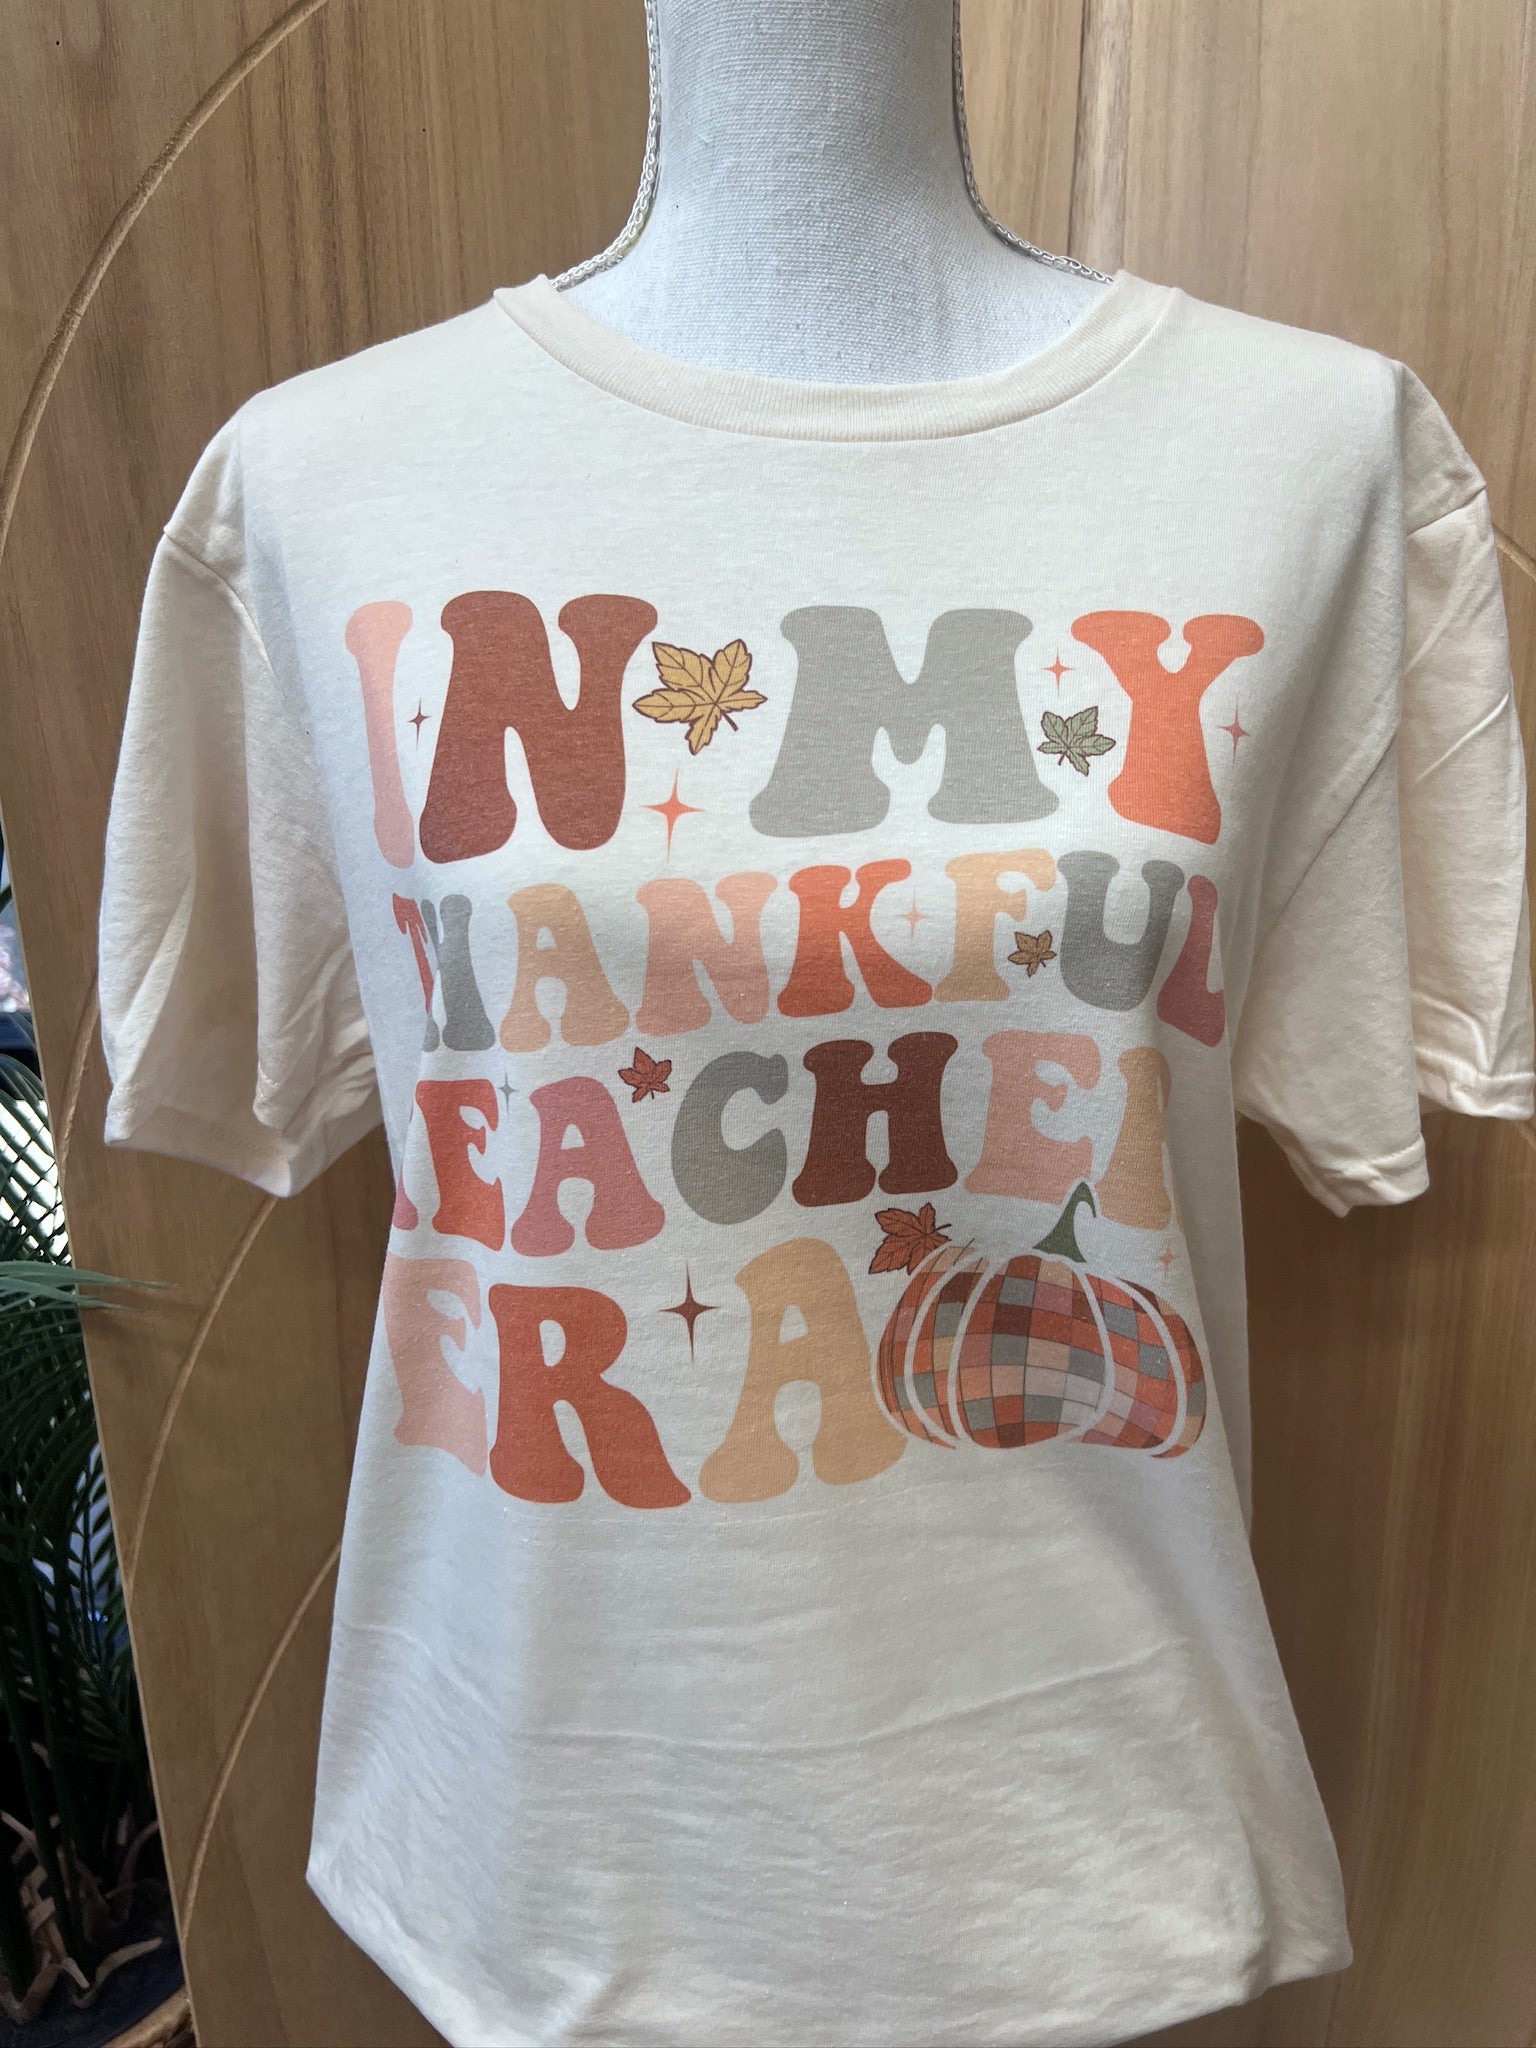 IN MY
THANKFUL
TEACHER
ERA